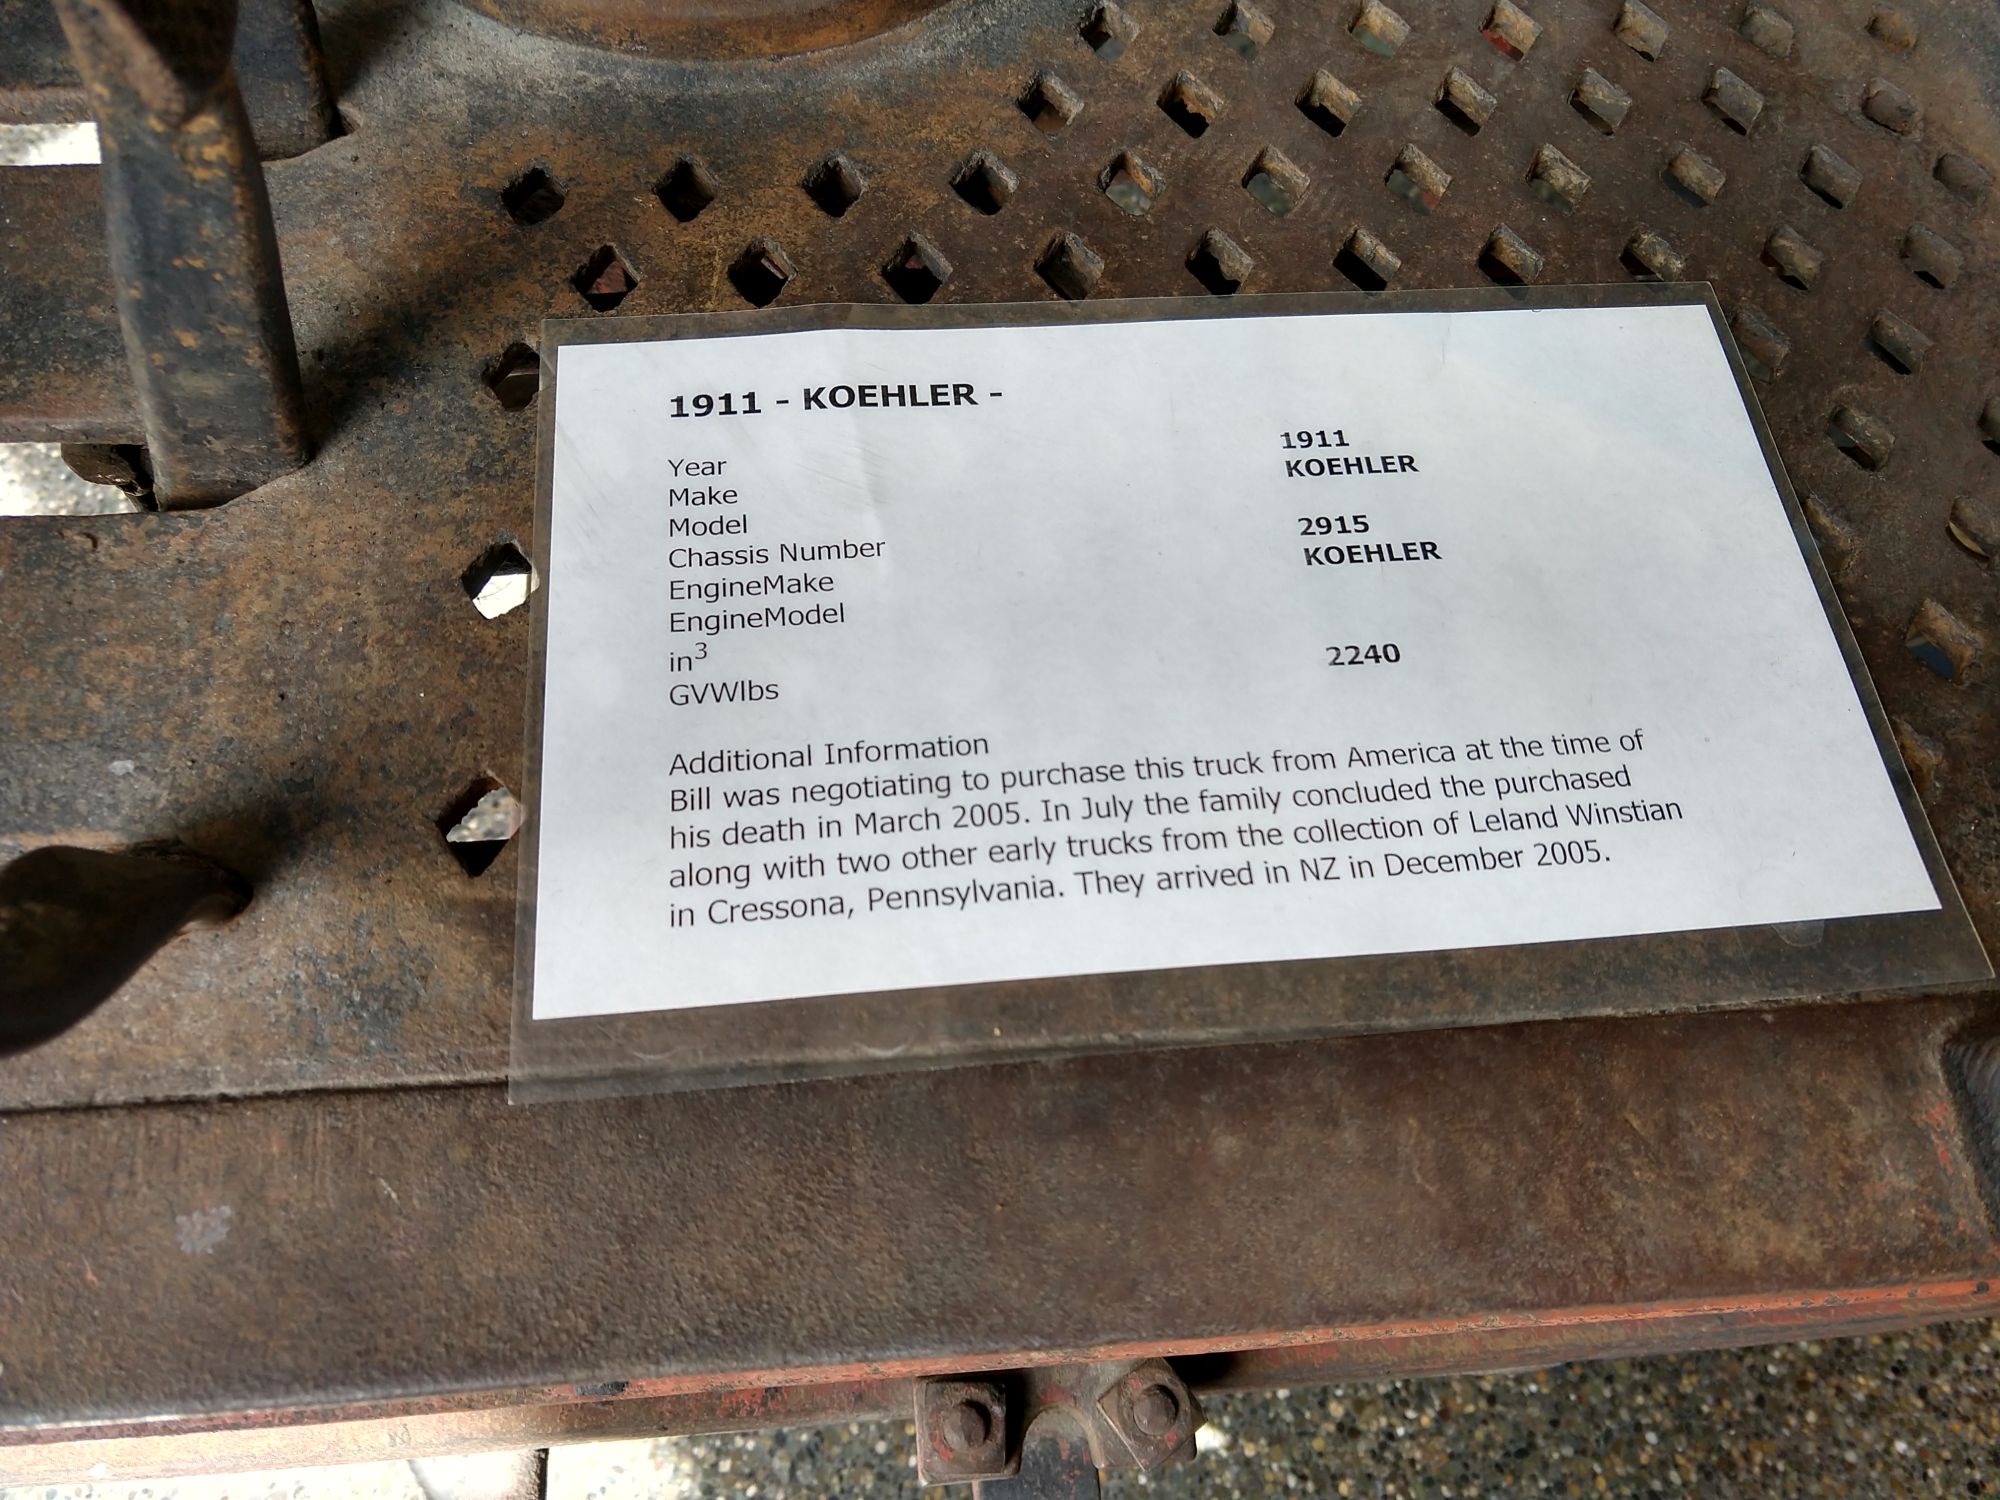 1911 - KOEHLER -
Year 1911
Make KOEHLER
Model
Chassis Number 2915
EngineMake KOEHLER
EngineModel
in³
GVWlbs 2240
Additional Information
Bill was negotiating to purchase this truck from America at the time of
his death in March 2005. In July the family concluded the purchased
along with two other early trucks from the collection of Leland Winstian
in Cressona, Pennsylvania. They arrived in NZ in December 2005.